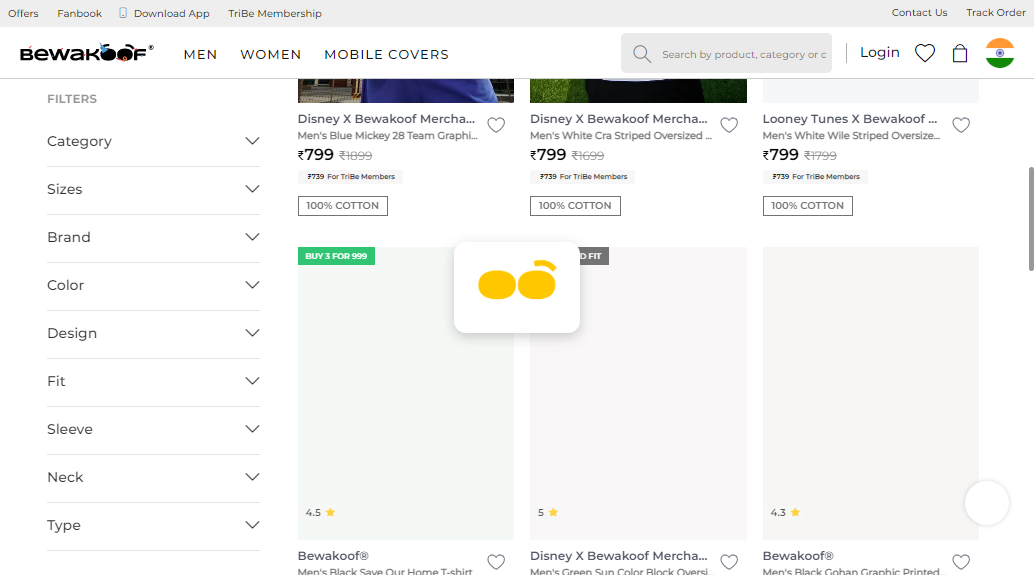 Offers Fanbook Download App TriBe Membership Contact Us Track Order
BEWAKOOF® MEN WOMEN MOBILE COVERS Search by product, category or c Login
FILTERS
Category
Sizes
Brand
Color
Design
Fit
Sleeve
Neck
Type
Disney X Bewakoof Mercha...
Men's Blue Mickey 28 Team Graphi...
₹799 ₹1899
₹739 For TriBe Members
100% COTTON
Disney X Bewakoof Mercha...
Men's White Cra Striped Oversized ...
₹799 ₹1699
₹739 For TriBe Members
100% COTTON
Looney Tunes X Bewakoof ...
Men's White Wile Striped Oversize...
₹799 ₹1799
₹739 For TriBe Members
100% COTTON
BUY 3 FOR 999
4.5
Bewakoof®
Men's Black Save Our Home T-shirt
D FIT
5
Disney X Bewakoof Mercha...
Men's Green Sun Color Block Oversi...
4.3
Bewakoof®
Men's Black Gohan Graphic Printed